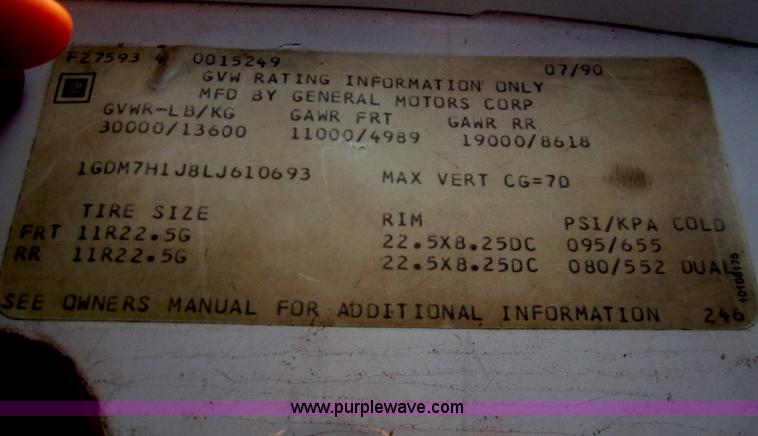 F27593 4 0015249 07/90
GVW RATING INFORMATION ONLY
MFD BY GENERAL MOTORS CORP
GVWR-LB/KG GAWR FRT GAWR RR
30000/13600 11000/4989 19000/8618
1GDM7H1J8LJ610693 MAX VERT CG=70
TIRE SIZE RIM PSI/KPA COLD
FRT 11R22.5G 22.5X8.25DC 095/655
RR 11R22.5G 22.5X8.25DC 080/552 DUAL
SEE OWNERS MANUAL FOR ADDITIONAL INFORMATION 246
www.purplewave.com